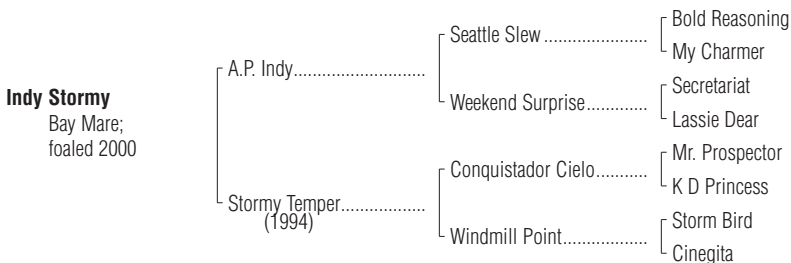 Bold Reasoning
Seattle Slew ......................
My Charmer
A.P. Indy............................
Secretariat
Weekend Surprise.............
Indy Stormy
Lassie Dear
Bay Mare;
foaled 2000
Mr. Prospector
Conquistador Cielo...........
K D Princess
Stormy Temper..................
(1994)
Storm Bird
Windmill Point..................
Cinegita